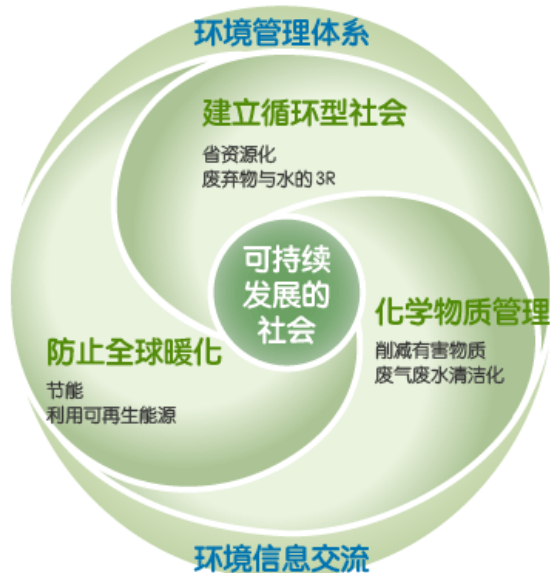 环境管理体系
建立循环型社会
省资源化
废弃物与水的3R
可持续
发展的
社会
化学物质管理
削减有害物质
废气废水清洁化
防止全球暖化
节能
利用可再生能源
环境信息交流